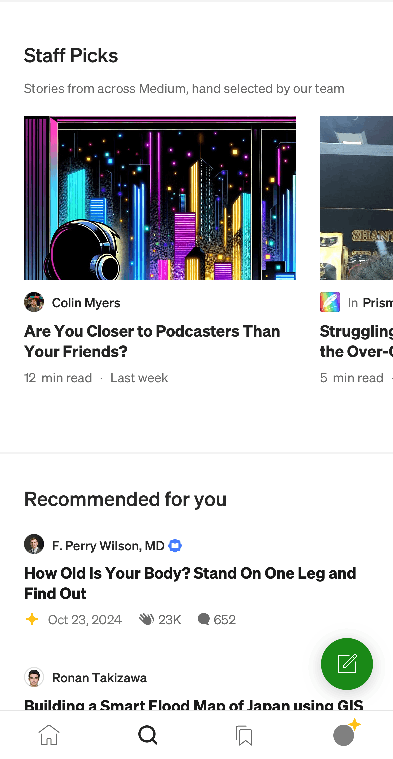 Staff Picks
Stories from across Medium, hand selected by our team
SHAN
Colin Myers
In Prism
Are You Closer to Podcasters Than
Your Friends?
Struggling
the Over-
12 min read · Last week
5 min read ·
Recommended for you
F. Perry Wilson, MD
How Old Is Your Body? Stand On One Leg and
Find Out
Oct 23, 2024 23K 652
Ronan Takizawa
Building a Smart Flood Map of Japan using GIS